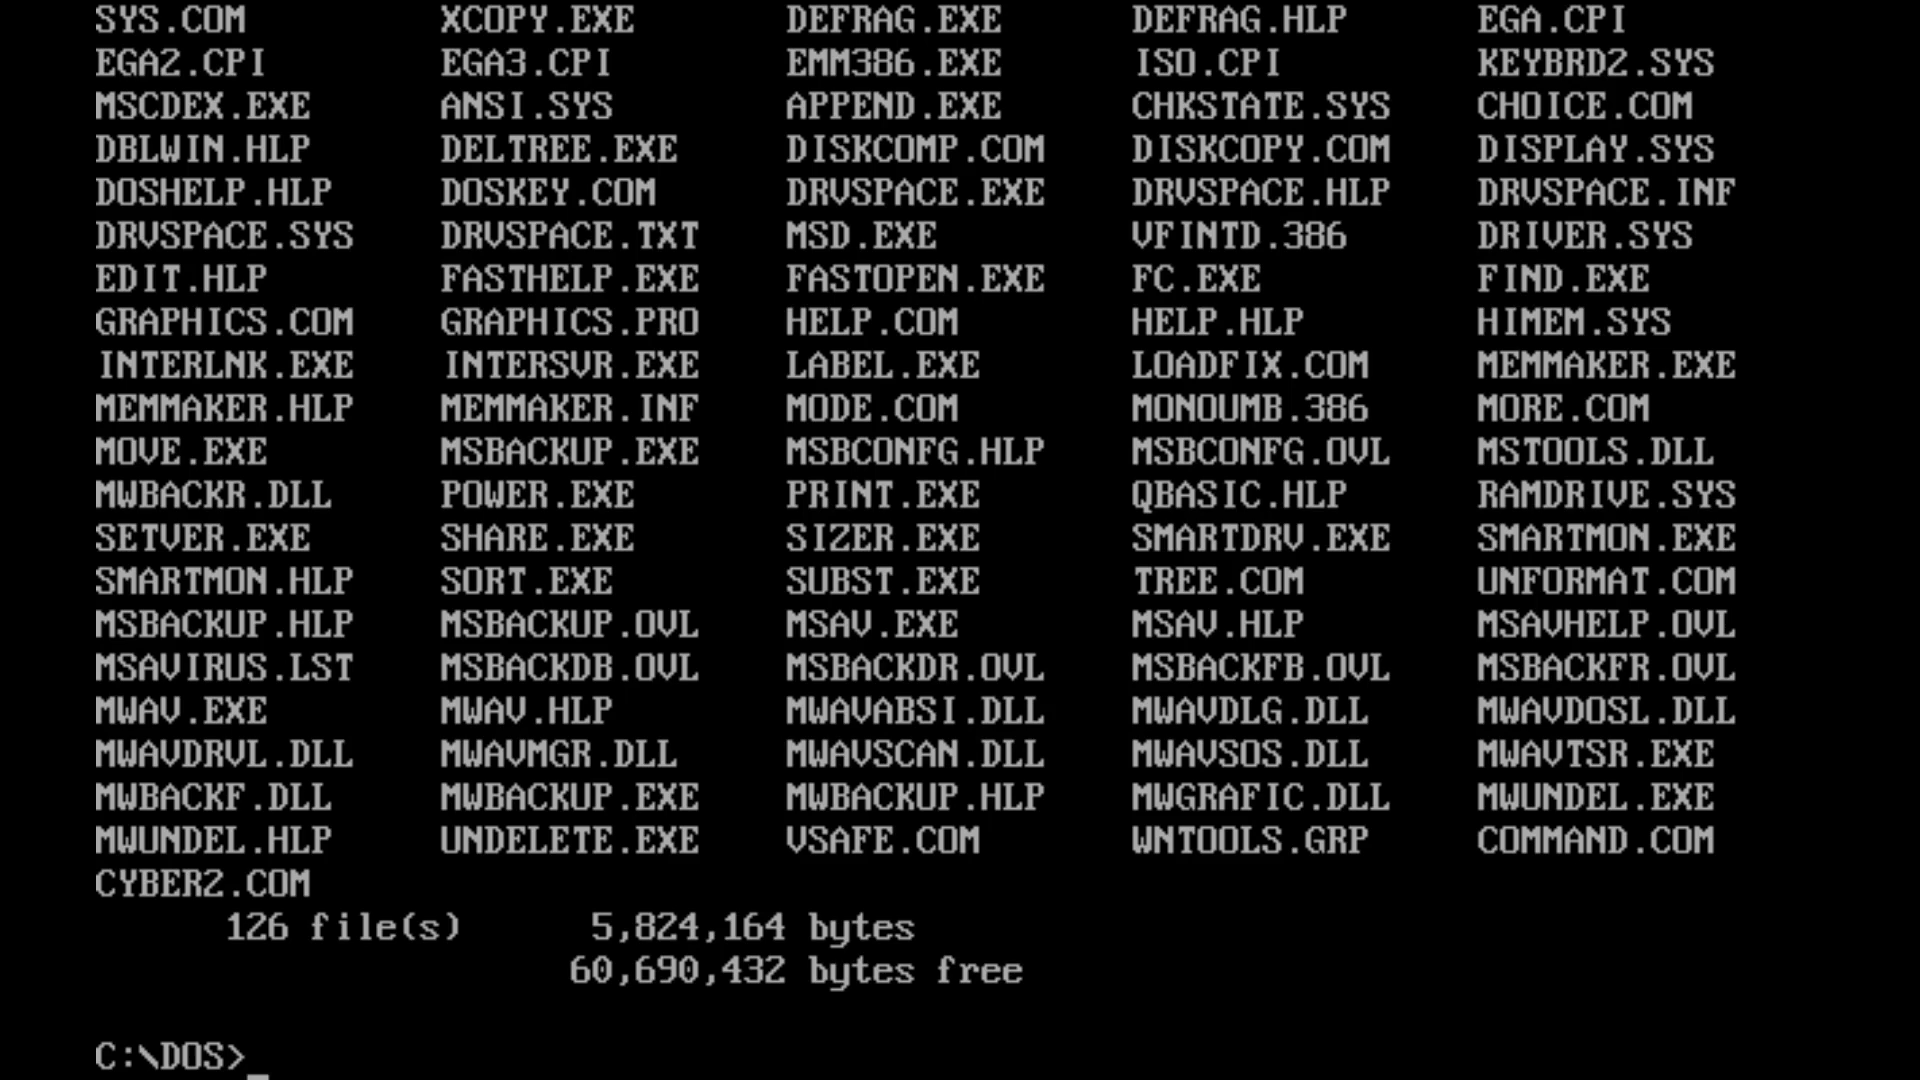 SYS.COM XCOPY.EXE DEFRAG.EXE DEFRAG.HLP EGA.CPI
EGA2.CPI EGA3.CPI EMM386.EXE ISO.CPI KEYBRD2.SYS
MSCDEX.EXE ANSI.SYS APPEND.EXE CHKSTATE.SYS CHOICE.COM
DBLWIN.HLP DELTREE.EXE DISKCOMP.COM DISKCOPY.COM DISPLAY.SYS
DOSHELP.HLP DOSKEY.COM DRVSPACE.EXE DRVSPACE.HLP DRVSPACE.INF
DRVSPACE.SYS DRVSPACE.TXT MSD.EXE VFINTD.386 DRIVER.SYS
EDIT.HLP FASTHELP.EXE FASTOPEN.EXE FC.EXE FIND.EXE
GRAPHICS.COM GRAPHICS.PRO HELP.COM HELP.HLP HIMEM.SYS
INTERLNK.EXE INTERSVR.EXE LABEL.EXE LOADFIX.COM MEMMAKER.EXE
MEMMAKER.HLP MEMMAKER.INF MODE.COM MONOUMB.386 MORE.COM
MOVE.EXE MSBACKUP.EXE MSBCONFG.HLP MSBCONFG.OVL MSTOOLS.DLL
MWBACKR.DLL POWER.EXE PRINT.EXE QBASIC.HLP RAMDRIVE.SYS
SETVER.EXE SHARE.EXE SIZER.EXE SMARTDRV.EXE SMARTMON.EXE
SMARTMON.HLP SORT.EXE SUBST.EXE TREE.COM UNFORMAT.COM
MSBACKUP.HLP MSBACKUP.OVL MSAV.EXE MSAV.HLP MSAVHELP.OVL
MSAVIRUS.LST MSBACKDB.OVL MSBACKDR.OVL MSBACKFB.OVL MSBACKFR.OVL
MWAV.EXE MWAV.HLP MWAVABSI.DLL MWAVDLG.DLL MWAVDOSL.DLL
MWAVDRVL.DLL MWAVMGR.DLL MWAVSCAN.DLL MWAVSOS.DLL MWAVTSR.EXE
MWBACKF.DLL MWBACKUP.EXE MWBACKUP.HLP MWGRAFIC.DLL MWUNDEL.EXE
MWUNDEL.HLP UNDELETE.EXE VSAFE.COM WNTOOLS.GRP COMMAND.COM
CYBER2.COM
126 file(s) 5,824,164 bytes
60,690,432 bytes free
C:\DOS>_